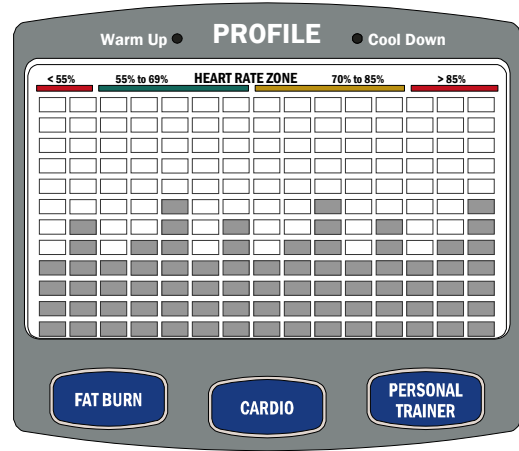 Warm Up PROFILE Cool Down
< 55% 55% to 69% HEART RATE ZONE 70% to 85% > 85%
FAT BURN
CARDIO
PERSONAL
TRAINER